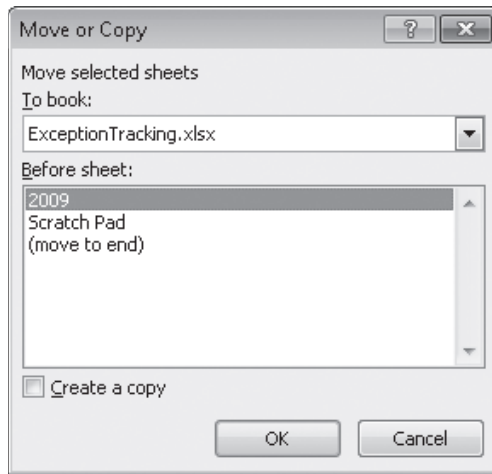 Move or Copy
Move selected sheets
To book:
ExceptionTracking.xlsx
Before sheet:
2009
Scratch Pad
(move to end)
Create a copy
OK Cancel